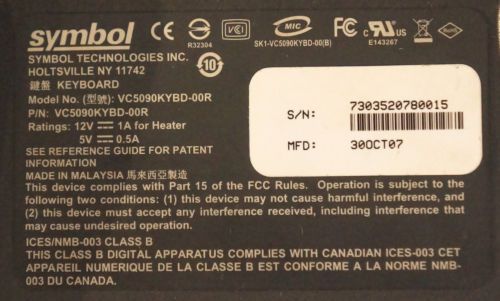 symbol
R32304
VCI
MIC
SK1-VC5090KYBD-00(B)
FC
UL
US
E143267
SYMBOL TECHNOLOGIES INC.
HOLTSVILLE NY 11742
10
鍵盤 KEYBOARD
Model No. (型號): VC5090KYBD-00R
P/N: VC5090KYBD-00R
Ratings: 12V 1A for Heater
5V 0.5A
SEE REFERENCE GUIDE FOR PATENT
INFORMATION
MADE IN MALAYSIA 馬來西亞製造
S/N: 7303520780015
MFD: 30OCT07
This device complies with Part 15 of the FCC Rules. Operation is subject to the
following two conditions: (1) this device may not cause harmful interference, and
(2) this device must accept any interference received, including interference that
may cause undesired operation.
ICES/NMB-003 CLASS B
THIS CLASS B DIGITAL APPARATUS COMPLIES WITH CANADIAN ICES-003 CET
APPAREIL NUMERIQUE DE LA CLASSE B EST CONFORME A LA NORME NMB-
003 DU CANADA.